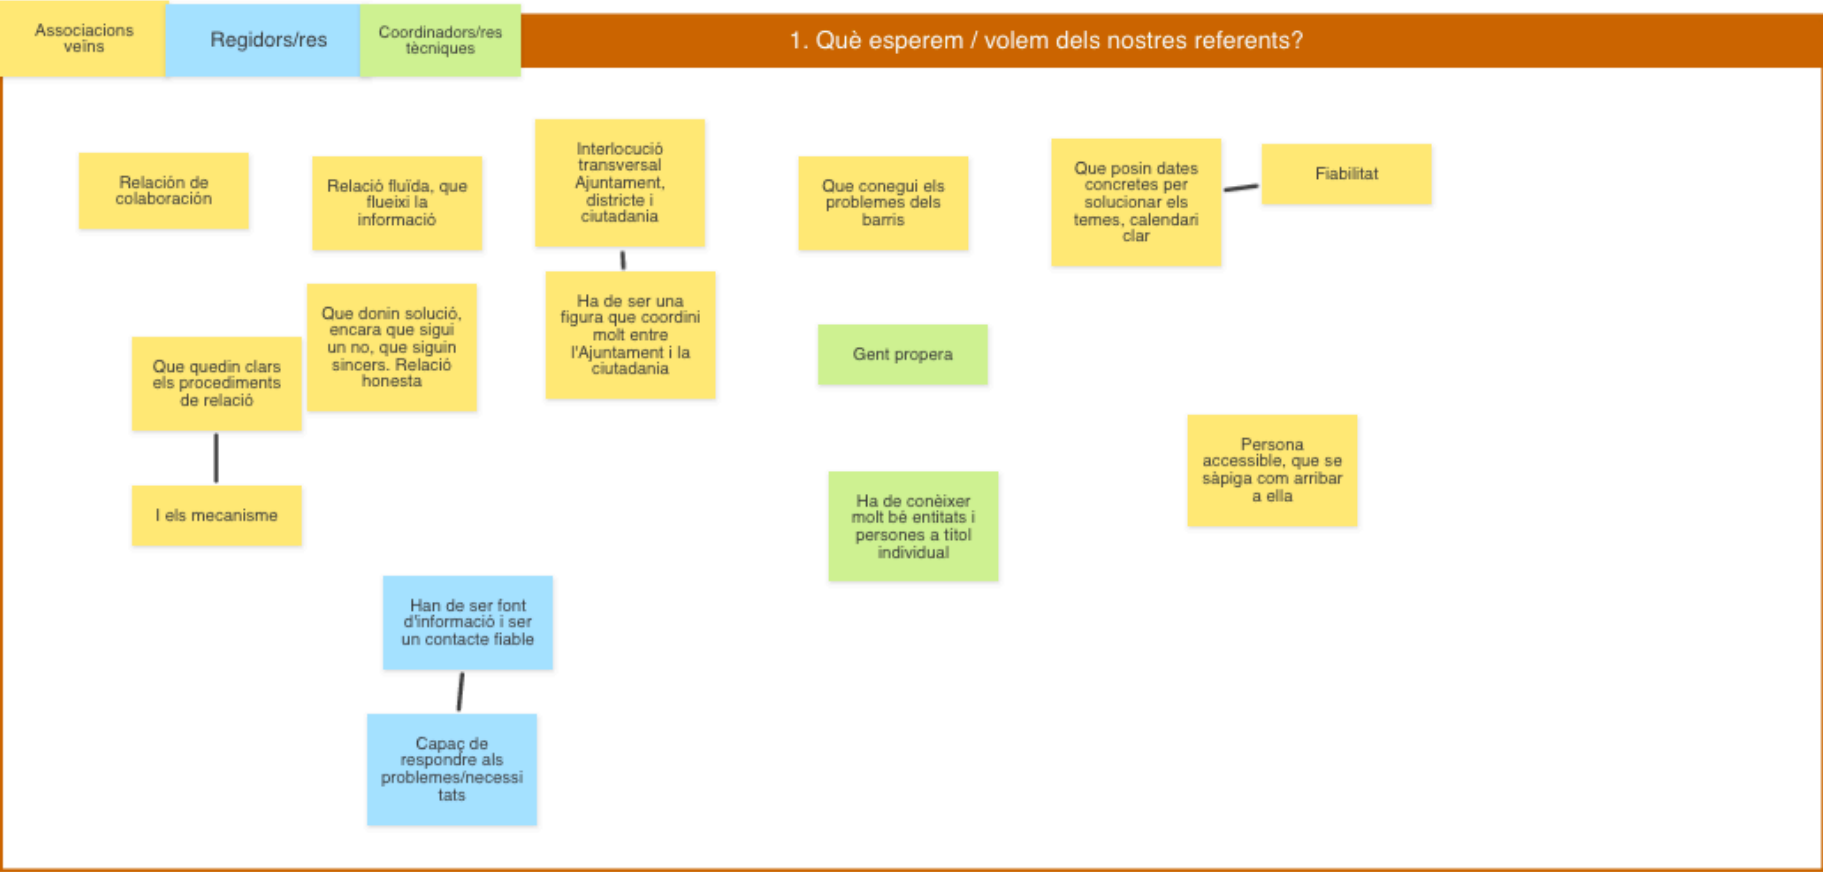 Associacions
veïns
Regidors/res
Coordinadors/res
tècniques
1. Què esperem / volem dels nostres referents?
Relación de
colaboración
Relació fluïda, que
flueixi la
informació
Interlocució
transversal
Ajuntament,
districte i
ciutadania
Que conegui els
problemes dels
barris
Que posin dates
concretes per
solucionar els
temes, calendari
clar
Fiabilitat
Que quedin clars
els procediments
de relació
Que donin solució,
encara que sigui
un no, que siguin
sincers. Relació
honesta
Ha de ser una
figura que coordini
molt entre
l'Ajuntament i la
ciutadania
Gent propera
Persona
accessible, que se
sàpiga com arribar
a ella
I els mecanisme
Ha de conèixer
molt bé entitats i
persones a títol
individual
Han de ser font
d'informació i ser
un contacte fiable
Capaç de
respondre als
problemes/necessi
tats